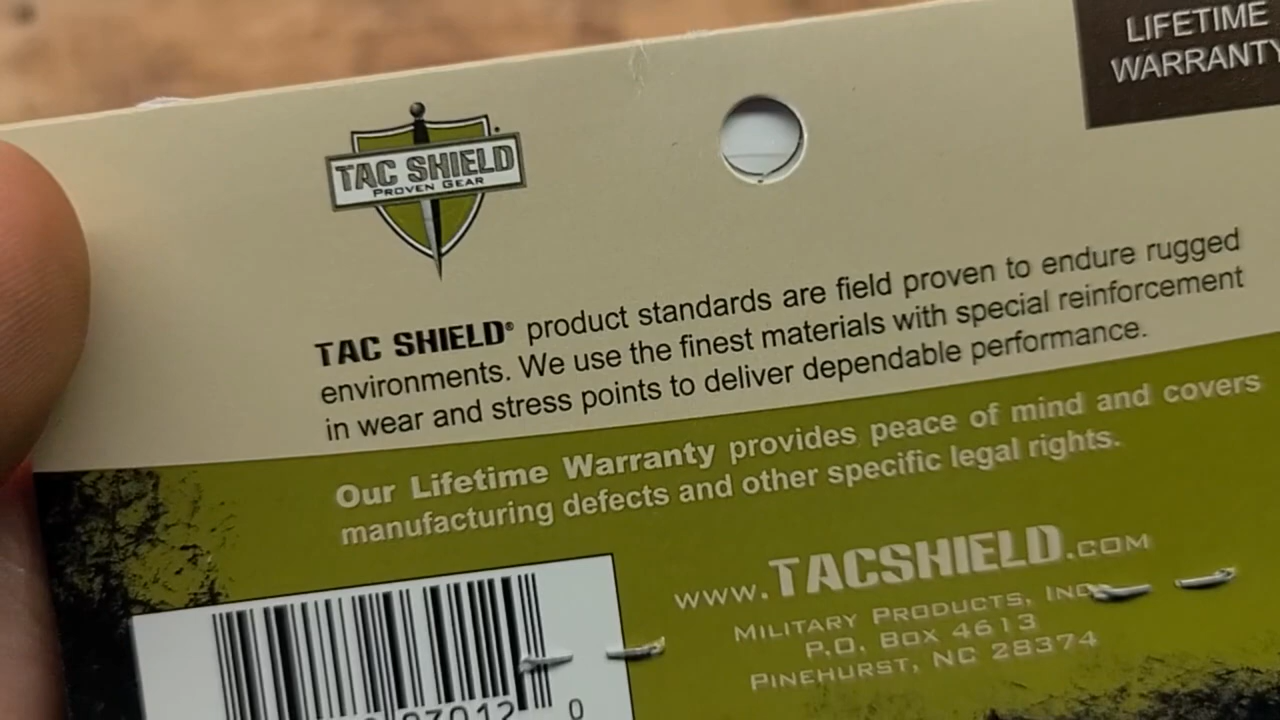 LIFETIME
WARRANTY
TAC SHIELD
PROVEN GEAR
TAC SHIELD® product standards are field proven to endure rugged
environments. We use the finest materials with special reinforcement
in wear and stress points to deliver dependable performance.
Our Lifetime Warranty provides peace of mind and covers
manufacturing defects and other specific legal rights.
www.TACSHIELD.COM
MILITARY PRODUCTS, INC.
P.O. BOX 4613
PINEHURST, NC 28374
97012 0